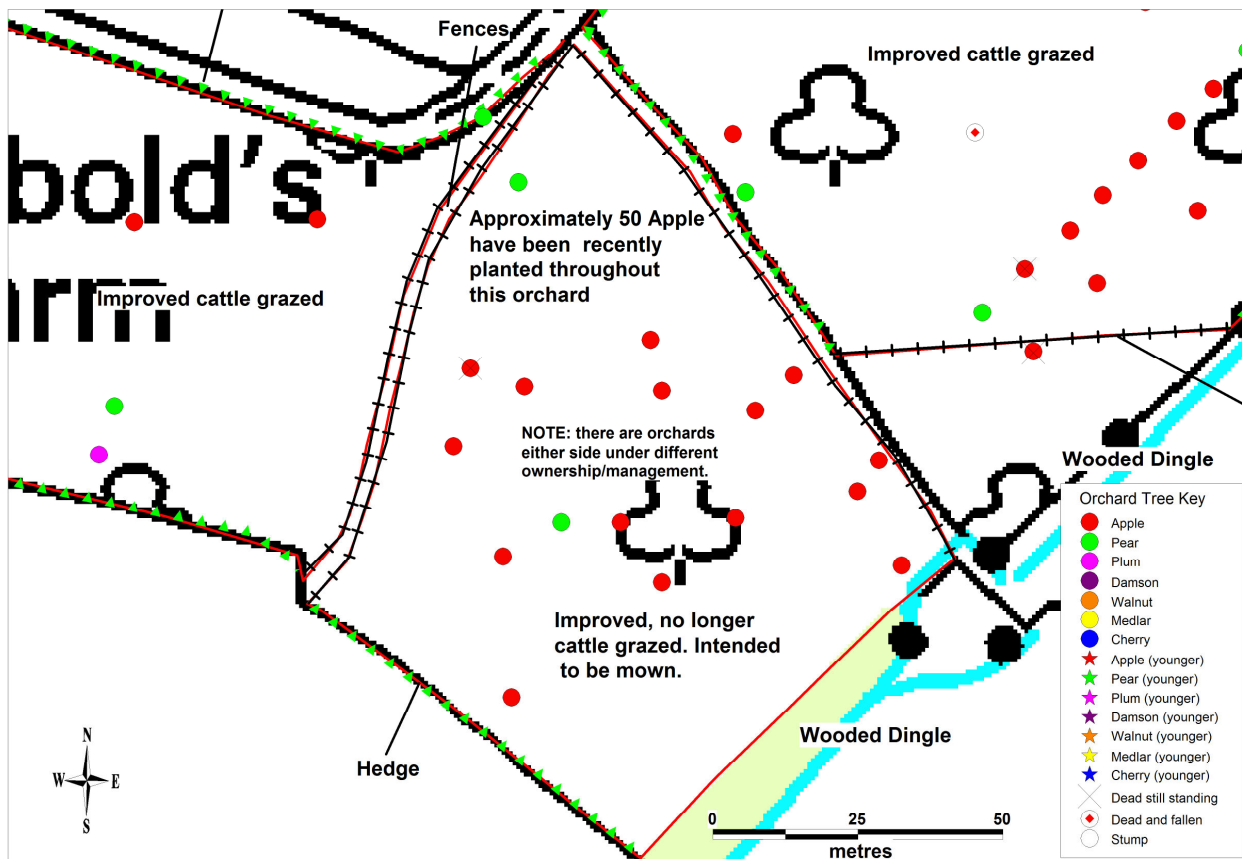 Fences
Improved cattle grazed
bold's
Approximately 50 Apple
have been recently
planted throughout
this orchard
Improved cattle grazed
NOTE: there are orchards
either side under different
ownership/management.
Wooded Dingle
Improved, no longer
cattle grazed. Intended
to be mown.
Wooded Dingle
Hedge
N
W E
S
0 25 50
metres
Orchard Tree Key
Apple
Pear
Plum
Damson
Walnut
Medlar
Cherry
Apple (younger)
Pear (younger)
Plum (younger)
Damson (younger)
Walnut (younger)
Medlar (younger)
Cherry (younger)
Dead still standing
Dead and fallen
Stump